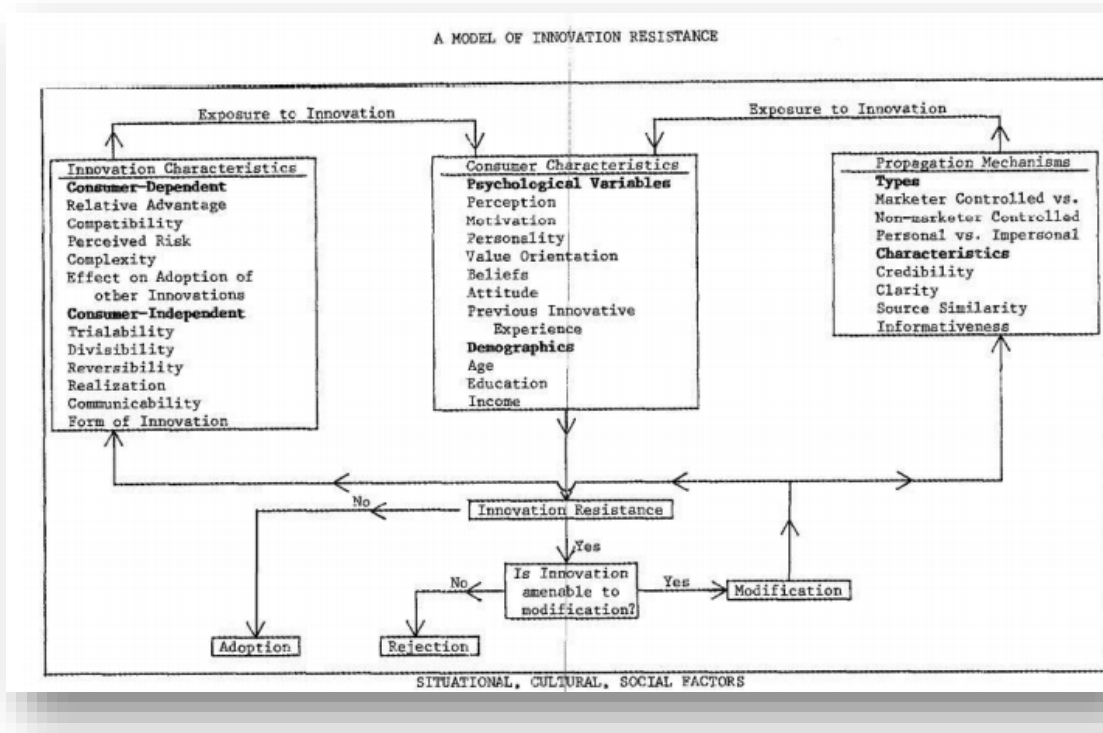 A MODEL OF INNOVATION RESISTANCE
Exposure to Innovation
Exposure to Innovation
Innovation Characteristics
Consumer-Dependent
Relative Advantage
Compatibility
Perceived Risk
Complexity
Effect on Adoption of
other Innovations
Consumer-Independent
Trialability
Divisibility
Reversibility
Realization
Communicability
Form of Innovation
Consumer Characteristics
Psychological Variables
Perception
Motivation
Personality
Value Orientation
Beliefs
Attitude
Previous Innovative
Experience
Demographics
Age
Education
Income
Propagation Mechanisms
Types
Marketer Controlled vs.
Non-marketer Controlled
Personal vs. Impersonal
Characteristics
Credibility
Clarity
Source Similarity
Informativeness
No
Innovation Resistance
Yes
No
Is Innovation
amenable to
modification?
Yes
Modification
Adoption
Rejection
SITUATIONAL, CULTURAL, SOCIAL FACTORS